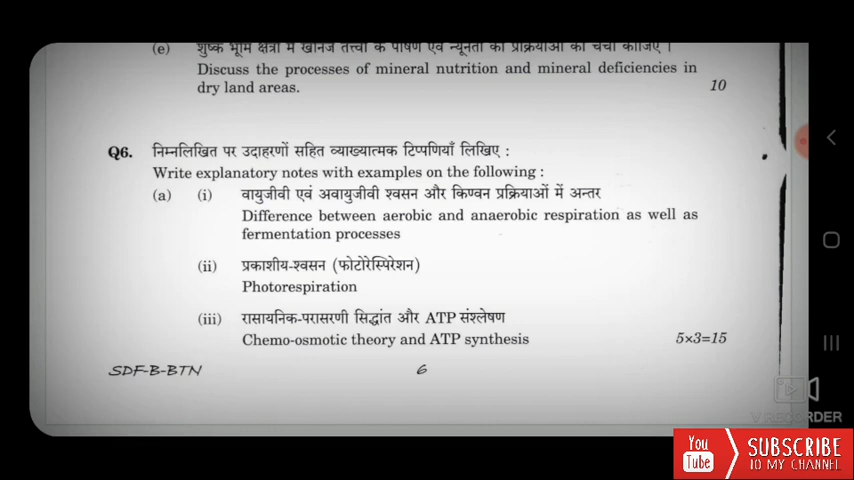 (e) शुष्क भूमि क्षेत्रों में खनिज तत्त्वों के पोषण एवं न्यूनता की प्रक्रियाओं की चर्चा कीजिए ।
Discuss the processes of mineral nutrition and mineral deficiencies in
dry land areas. 10
Q6. निम्नलिखित पर उदाहरणों सहित व्याख्यात्मक टिप्पणियाँ लिखिए :
Write explanatory notes with examples on the following :
(a) (i) वायुजीवी एवं अवायुजीवी श्वसन और किण्वन प्रक्रियाओं में अन्तर
Difference between aerobic and anaerobic respiration as well as
fermentation processes
(ii) प्रकाशीय-श्वसन (फोटोरेस्पिरेशन)
Photorespiration
(iii) रासायनिक-परासरणी सिद्धांत और ATP संश्लेषण
Chemo-osmotic theory and ATP synthesis 5×3=15
SDF-B-BTN 6
V RECORDER
You
Tube
SUBSCRIBE
TO MY CHANNEL